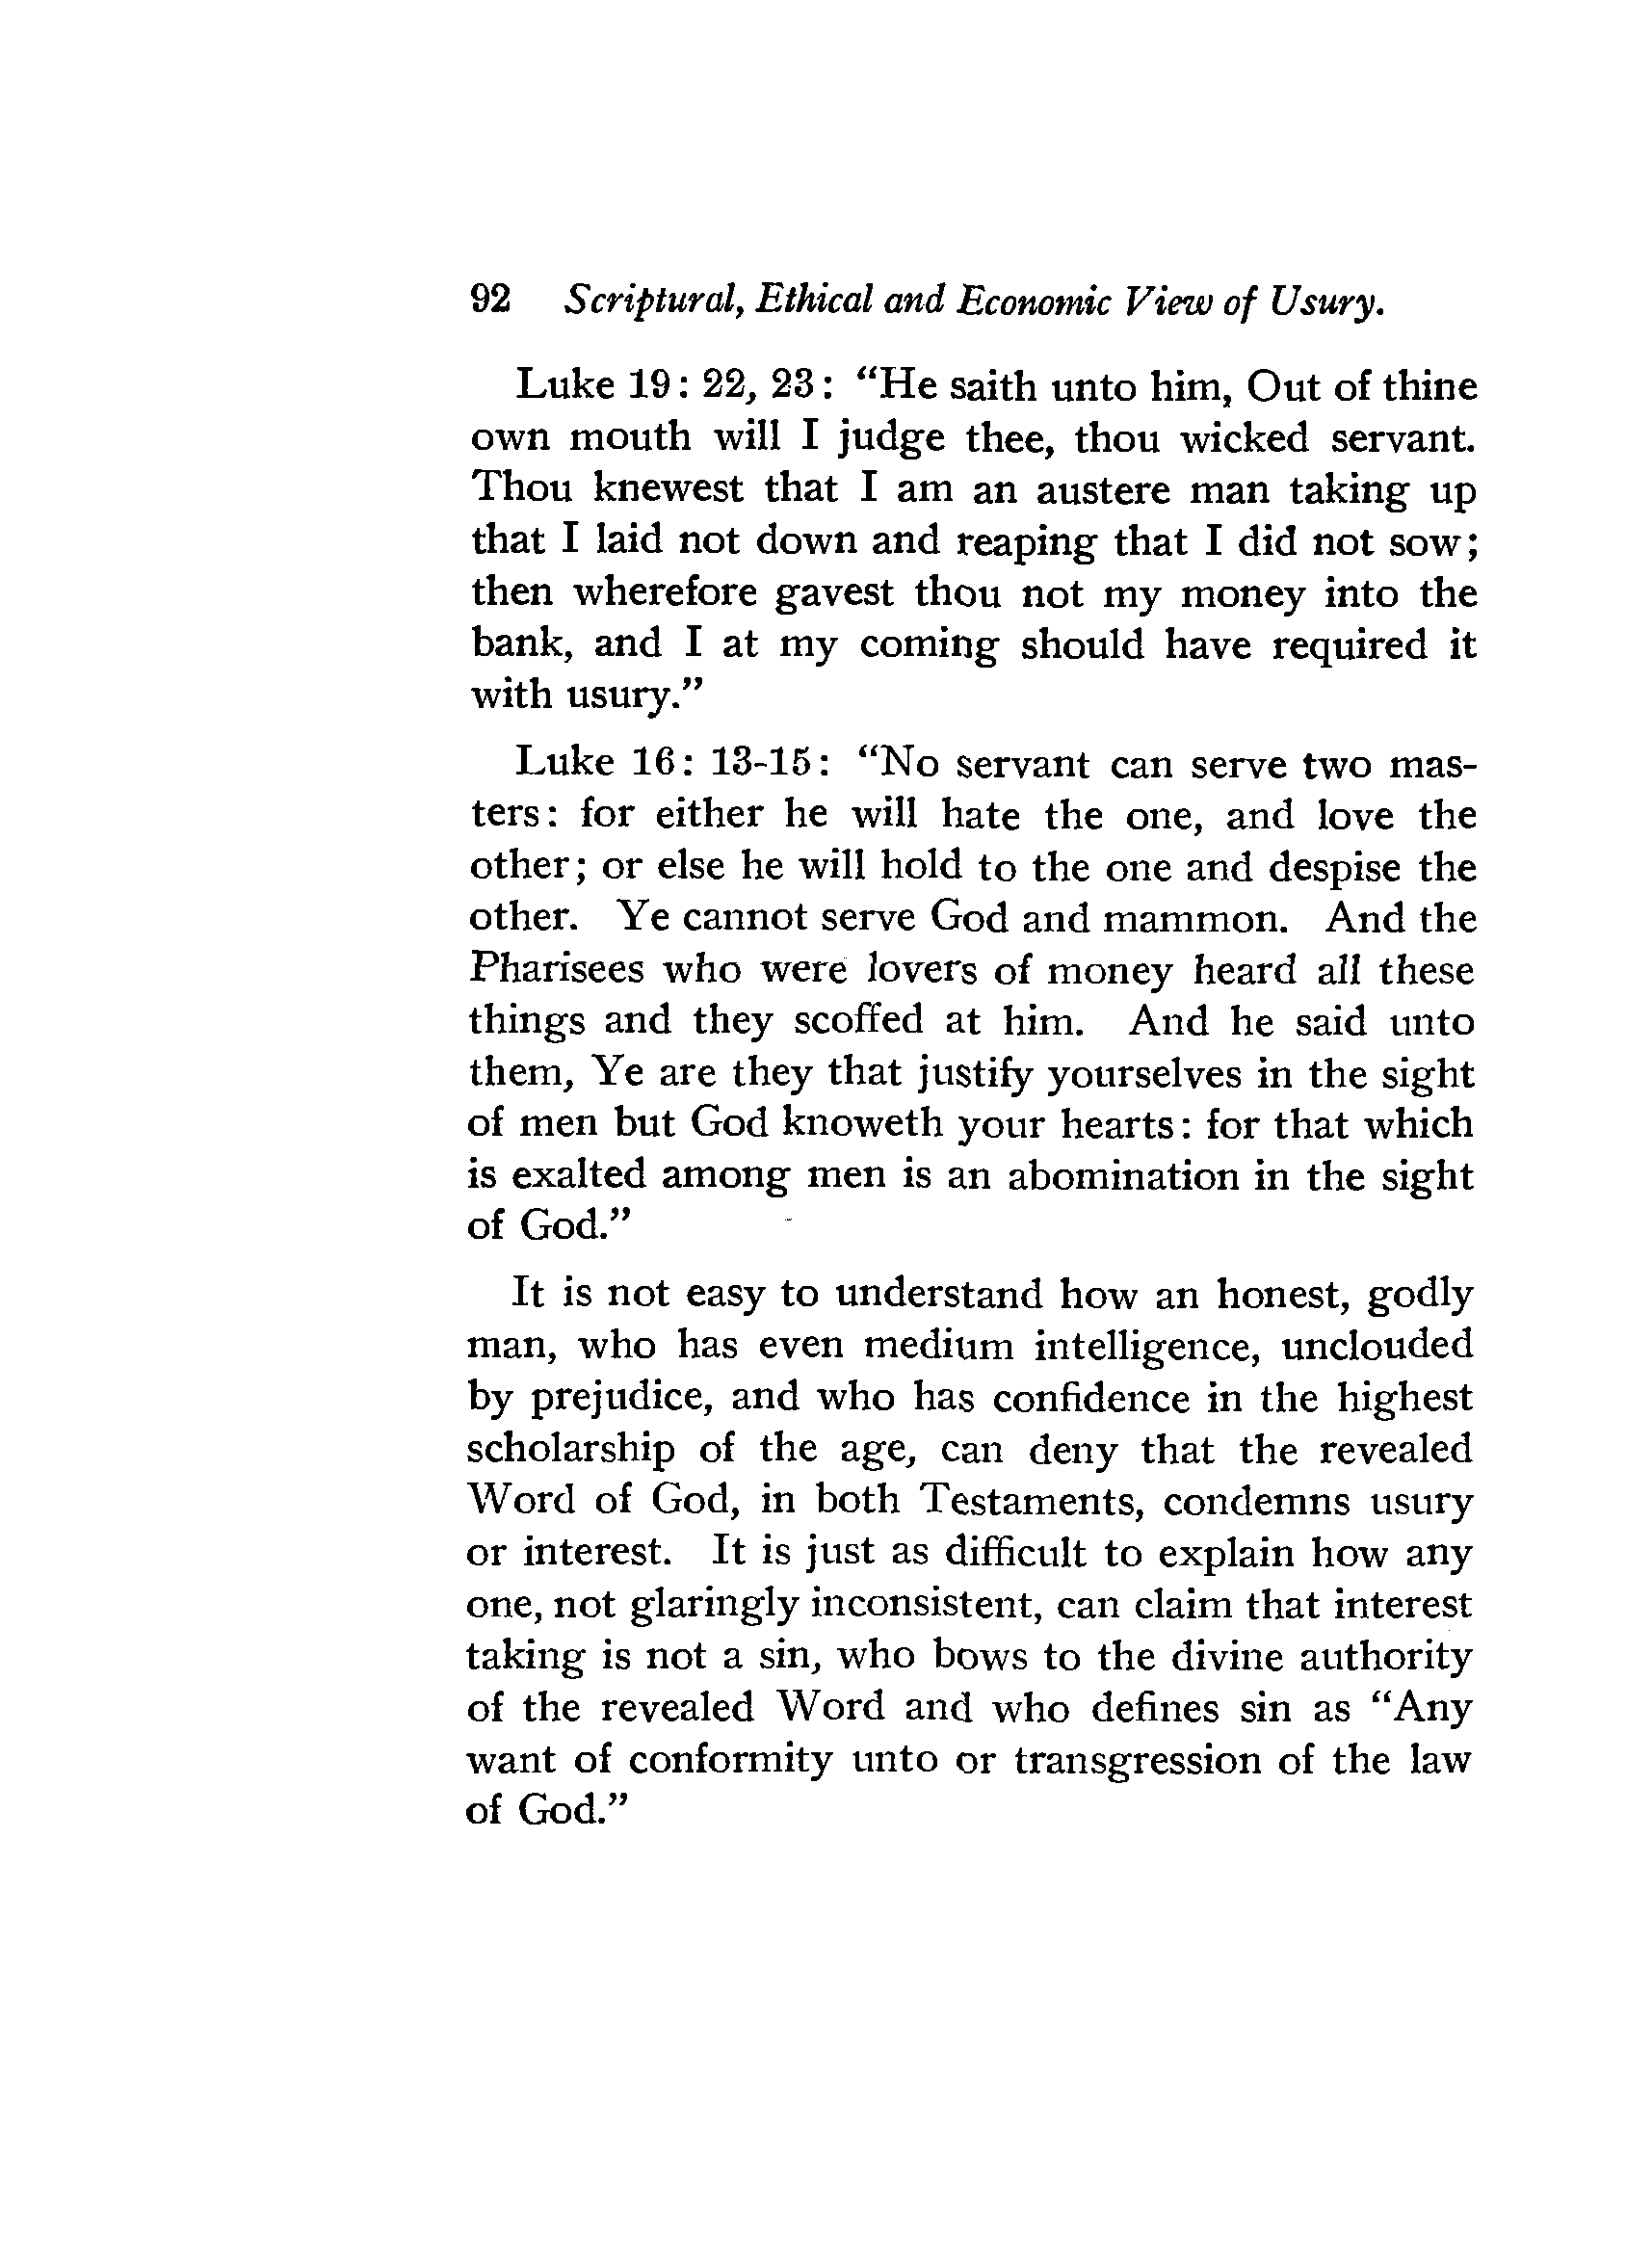 92 Scriptural, Ethical and Economic View of Usury.
Luke 19: 22, 23: “He saith unto him, Out of thine
own mouth will I judge thee, thou wicked servant.
Thou knewest that I am an austere man taking up
that I laid not down and reaping that I did not sow;
then wherefore gavest thou not my money into the
bank, and I at my coming should have required it
with usury.”
Luke 16: 13-15: “No servant can serve two mas-
ters: for either he will hate the one, and love the
other; or else he will hold to the one and despise the
other. Ye cannot serve God and mammon. And the
Pharisees who were lovers of money heard all these
things and they scoffed at him. And he said unto
them, Ye are they that justify yourselves in the sight
of men but God knoweth your hearts: for that which
is exalted among men is an abomination in the sight
of God.”
It is not easy to understand how an honest, godly
man, who has even medium intelligence, unclouded
by prejudice, and who has confidence in the highest
scholarship of the age, can deny that the revealed
Word of God, in both Testaments, condemns usury
or interest. It is just as difficult to explain how any
one, not glaringly inconsistent, can claim that interest
taking is not a sin, who bows to the divine authority
of the revealed Word and who defines sin as “Any
want of conformity unto or transgression of the law
of God.”